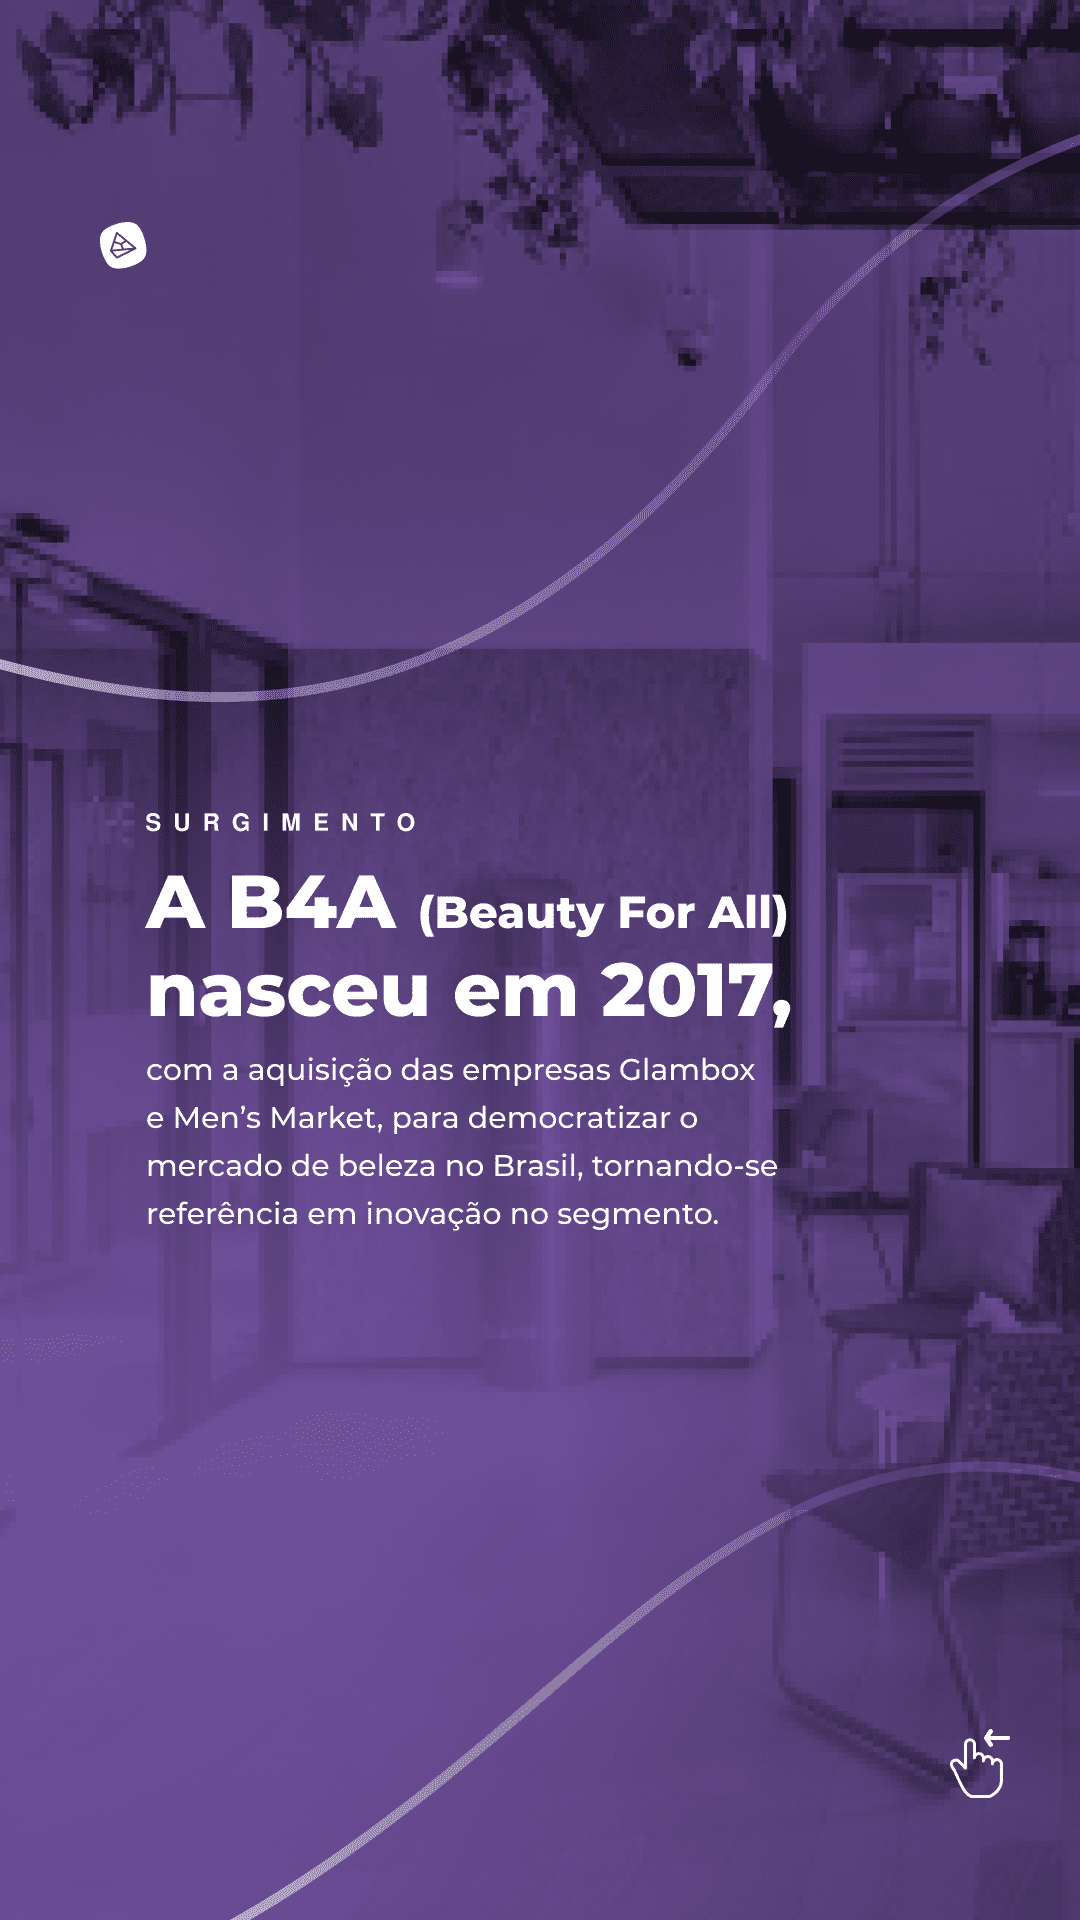 SURGIMENTO
A B4A (Beauty For All)
nasceu em 2017,
com a aquisição das empresas Glambox
e Men’s Market, para democratizar o
mercado de beleza no Brasil, tornando-se
referência em inovação no segmento.